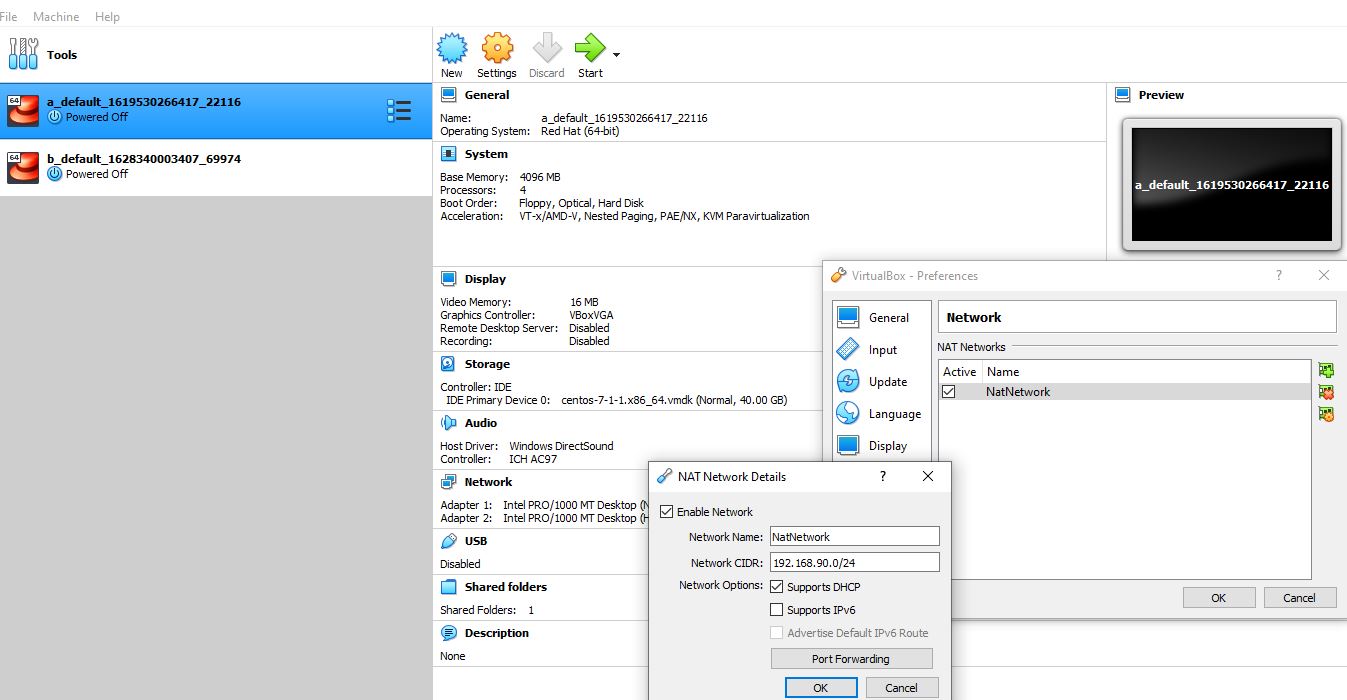 File Machine Help
Tools
64 a_default_1619530266417_22116
Powered Off
64 b_default_1628340003407_69974
Powered Off
New Settings Discard Start
General
Name: a_default_1619530266417_22116
Operating System: Red Hat (64-bit)
System
Base Memory: 4096 MB
Processors: 4
Boot Order: Floppy, Optical, Hard Disk
Acceleration: VT-x/AMD-V, Nested Paging, PAE/NX, KVM Paravirtualization
Display
Video Memory: 16 MB
Graphics Controller: VBoxVGA
Remote Desktop Server: Disabled
Recording: Disabled
Storage
Controller: IDE
IDE Primary Device 0: centos-7-1-1.x86_64.vmdk (Normal, 40.00 GB)
Audio
Host Driver: Windows DirectSound
Controller: ICH AC97
Network
Adapter 1: Intel PRO/1000 MT Desktop (N
Adapter 2: Intel PRO/1000 MT Desktop (H
USB
Disabled
Shared folders
Shared Folders: 1
Description
None
Preview
a_default_1619530266417_22116
VirtualBox - Preferences ?
General
Input
Update
Language
Display
Network
NAT Networks
Active Name
NatNetwork
OK Cancel
NAT Network Details ?
Enable Network
Network Name: NatNetwork
Network CIDR: 192.168.90.0/24
Network Options: Supports DHCP
Supports IPv6
Advertise Default IPv6 Route
Port Forwarding
OK Cancel